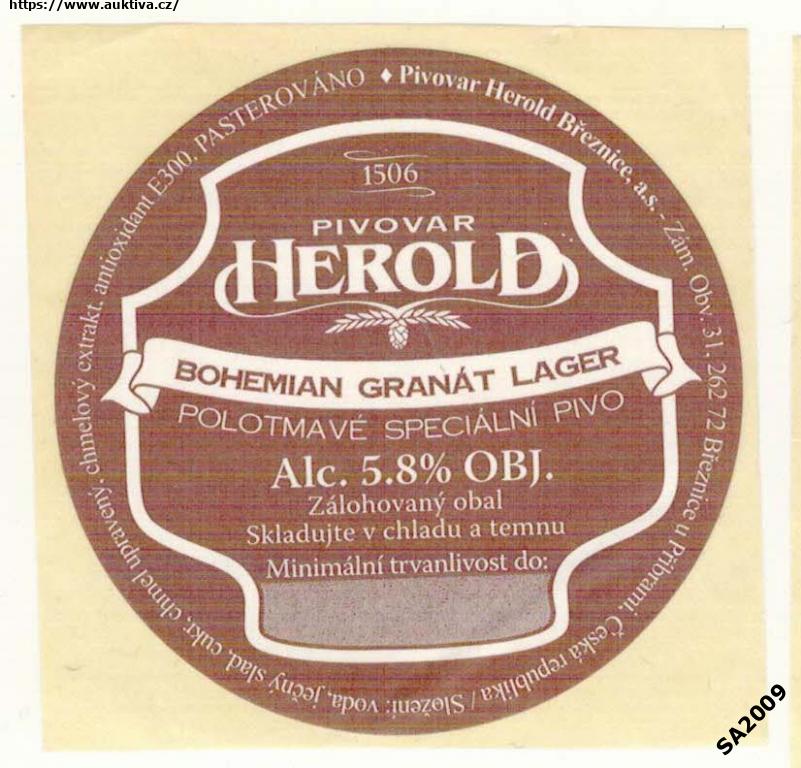 https://www.auktiva.cz/
♦ Pivovar Herold Březnice, a.s. - Zám. Obv. 31, 262 72 Březnice u Příbrami, Česká republika / Složení: voda, ječný slad, cukr, chmel upravený, chmelový extrakt, antioxidant E300. PASTEROVÁNO
1506
PIVOVAR
HEROLD
BOHEMIAN GRANÁT LAGER
POLOTMAVÉ SPECIÁLNÍ PIVO
Alc. 5.8% OBJ.
Zálohovaný obal
Skladujte v chladu a temnu
Minimální trvanlivost do:
SA2009